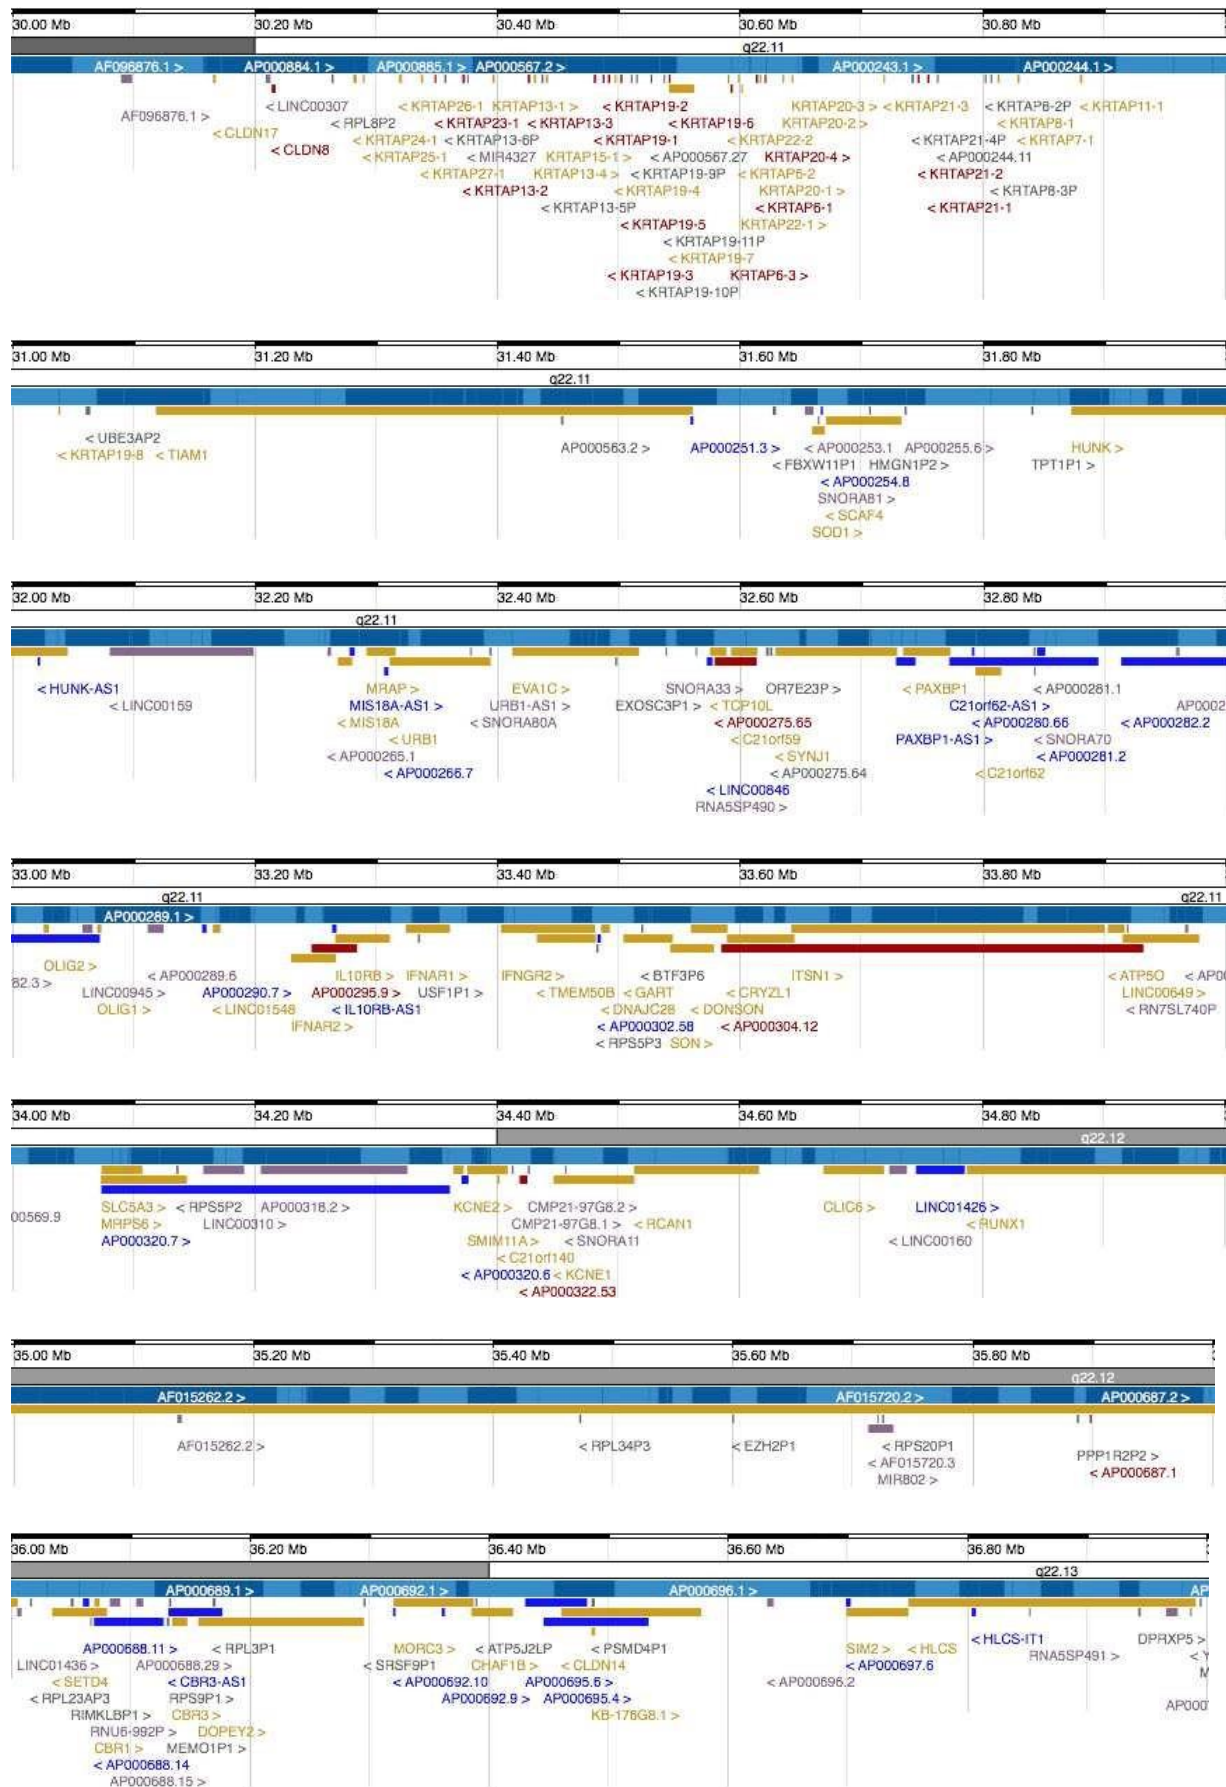 30.00 Mb 30.20 Mb 30.40 Mb 30.60 Mb 30.80 Mb
q22.11
AF096876.1 > AP000884.1 > AP000885.1 > AP000567.2 > AP000243.1 > AP000244.1 >
AF096876.1 > < LINC00307 < KRTAP26-1 KRTAP13-1 > < KRTAP19-2 KRTAP20-3 > < KRTAP21-3 < KRTAP8-2P < KRTAP11-1
< CLDN17 < RPL8P2 < KRTAP23-1 < KRTAP13-3 < KRTAP19-6 KRTAP20-2 > < KRTAP8-1
< KRTAP24-1 < KRTAP13-6P < KRTAP19-1 < KRTAP22-2 < KRTAP21-4P < KRTAP7-1
< CLDN8 < KRTAP25-1 < MIR4327 KRTAP15-1 > < AP000567.27 KRTAP20-4 > < AP000244.11
< KRTAP27-1 KRTAP13-4 > < KRTAP19-9P < KRTAP6-2 < KRTAP21-2
< KRTAP13-2 < KRTAP19-4 KRTAP20-1 > < KRTAP8-3P
< KRTAP13-5P < KRTAP6-1 < KRTAP21-1
< KRTAP19-5 KRTAP22-1 >
< KRTAP19-11P
< KRTAP19-7
< KRTAP19-3 KRTAP6-3 >
< KRTAP19-10P
31.00 Mb 31.20 Mb 31.40 Mb 31.60 Mb 31.80 Mb
q22.11
< UBE3AP2 AP000563.2 > AP000251.3 > < AP000253.1 AP000255.6 > HUNK >
< KRTAP19-8 < TIAM1 < FBXW11P1 HMGN1P2 > TPT1P1 >
< AP000254.8
SNORA81 >
< SCAF4
SOD1 >
32.00 Mb 32.20 Mb 32.40 Mb 32.60 Mb 32.80 Mb
q22.11
< HUNK-AS1 MRAP > EVA1C > SNORA33 > OR7E23P > < PAXBP1 < AP000281.1
< LINC00159 MIS18A-AS1 > URB1-AS1 > EXOSC3P1 > < TCP10L C21orf62-AS1 > AP0002
< MIS18A < SNORA80A < AP000275.65 < AP000280.66 < AP000282.2
< URB1 < C21orf59 PAXBP1-AS1 > < SNORA70
< AP000265.1 < SYNJ1 < AP000281.2
< AP000266.7 < AP000275.64 < C21orf62
< LINC00846
RNA5SP490 >
33.00 Mb 33.20 Mb 33.40 Mb 33.60 Mb 33.80 Mb
q22.11 q22.11
AP000289.1 >
OLIG2 > < AP000289.6 IL10RB > IFNAR1 > IFNGR2 > < BTF3P6 ITSN1 > < ATP5O < AP00
82.3 > LINC00945 > AP000290.7 > AP000295.9 > USF1P1 > < TMEM50B < GART < CRYZL1 LINC00649 >
OLIG1 > < LINC01548 < IL10RB-AS1 < DNAJC28 < DONSON < RN7SL740P
IFNAR2 > < AP000302.58 < AP000304.12
< RPS5P3 SON >
34.00 Mb 34.20 Mb 34.40 Mb 34.60 Mb 34.80 Mb
q22.12
00569.9 SLC5A3 > < RPS5P2 AP000318.2 > KCNE2 > CMP21-97G8.2 > CLIC6 > LINC01426 >
MRPS6 > LINC00310 > CMP21-97G8.1 > < RCAN1 < RUNX1
AP000320.7 > SMIM11A > < SNORA11 < LINC00160
< C21orf140
< AP000320.6 < KCNE1
< AP000322.53
35.00 Mb 35.20 Mb 35.40 Mb 35.60 Mb 35.80 Mb
q22.12
AF015262.2 > AF015720.2 > AP000687.2 >
AF015262.2 > < RPL34P3 < EZH2P1 < RPS20P1 PPP1R2P2 >
< AF015720.3 < AP000687.1
MIR802 >
36.00 Mb 36.20 Mb 36.40 Mb 36.60 Mb 36.80 Mb
q22.13
AP000689.1 > AP000692.1 > AP000696.1 > AP
AP000688.11 > < RPL3P1 MORC3 > < ATP5J2LP < PSMD4P1 SIM2 > < HLCS < HLCS-IT1 DPRXP5 >
LINC01436 > AP000688.29 > < SRSF9P1 CHAF1B > < CLDN14 < AP000697.6 RNA5SP491 > < Y
< SETD4 < CBR3-AS1 < AP000692.10 AP000695.6 > < AP000696.2 M
< RPL23AP3 RPS9P1 > AP000692.9 > AP000695.4 > AP000
RIMKLBP1 > CBR3 > KB-176G8.1 >
RNU6-992P > DOPEY2 >
CBR1 > MEMO1P1 >
< AP000688.14
AP000688.15 >